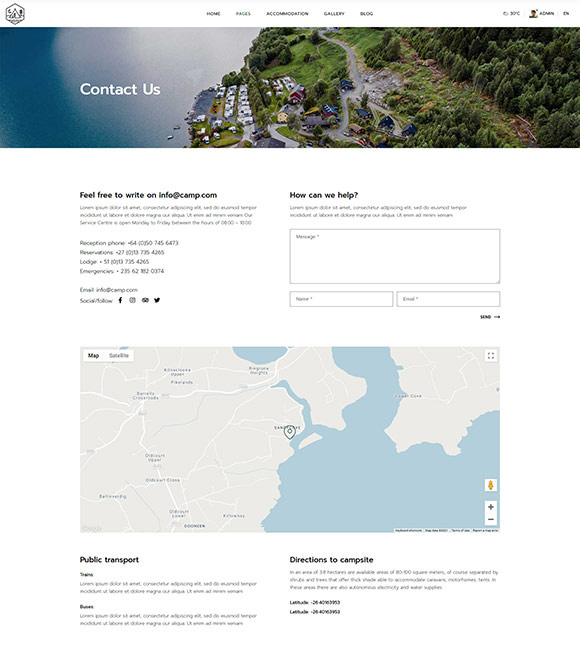 HOME
PAGES
ACCOMMODATION
GALLERY
BLOG
30°C
ADMIN
EN
Contact Us
Feel free to write on info@camp.com
Lorem ipsum dolor sit amet, consectetur adipiscing elit, sed do eiusmod tempor
incididunt ut labore et dolore magna our aliqua. Ut enim ad minim veniam Our
Service Centre is open Monday to Friday between the hours of 08:00 – 18:00
Reception phone: +64 (0)50 745 6473
Reservations: +27 (0)13 735 4265
Lodge: + 51 (0)13 735 4265
Emergencies: + 235 62 182 0374
Email: info@camp.com
Social/follow
How can we help?
Lorem ipsum dolor sit amet, consectetur adipiscing elit, sed do eiusmod tempor
incididunt ut labore et dolore magna our aliqua. Ut enim ad minim veniam
Message *
Name *
Email *
SEND
Map
Satellite
Kilnockstown
Upper
Pikerlands
Ringrone
Heights
Barrells
Crossroads
Lower Cove
Oldcourt
Upper
Oldcourt Cross
Ballinvredig
Oldcourt
Lower
Kilnahoy
Google
Keyboard shortcuts
Map data ©2021
Terms of Use
Report a map error
Public transport
Trains:
Lorem ipsum dolor sit amet, consectetur adipiscing elit, sed do eiusmod tempor
incididunt ut labore et dolore magna our aliqua. Ut enim ad minim veniam
Buses:
Lorem ipsum dolor sit amet, consectetur adipiscing elit, sed do eiusmod tempor
incididunt ut labore et dolore magna our aliqua. Ut enim ad minim veniam
Directions to campsite
In an area of 3.8 hectares are available areas of 80-100 square meters, of course separated by
shrubs and trees that offer thick shade able to accommodate caravans, motorhomes, tents. In
these areas there are also autonomous electricity and water supplies
Latitude: -26.40163953
Latitude: -26.40163953